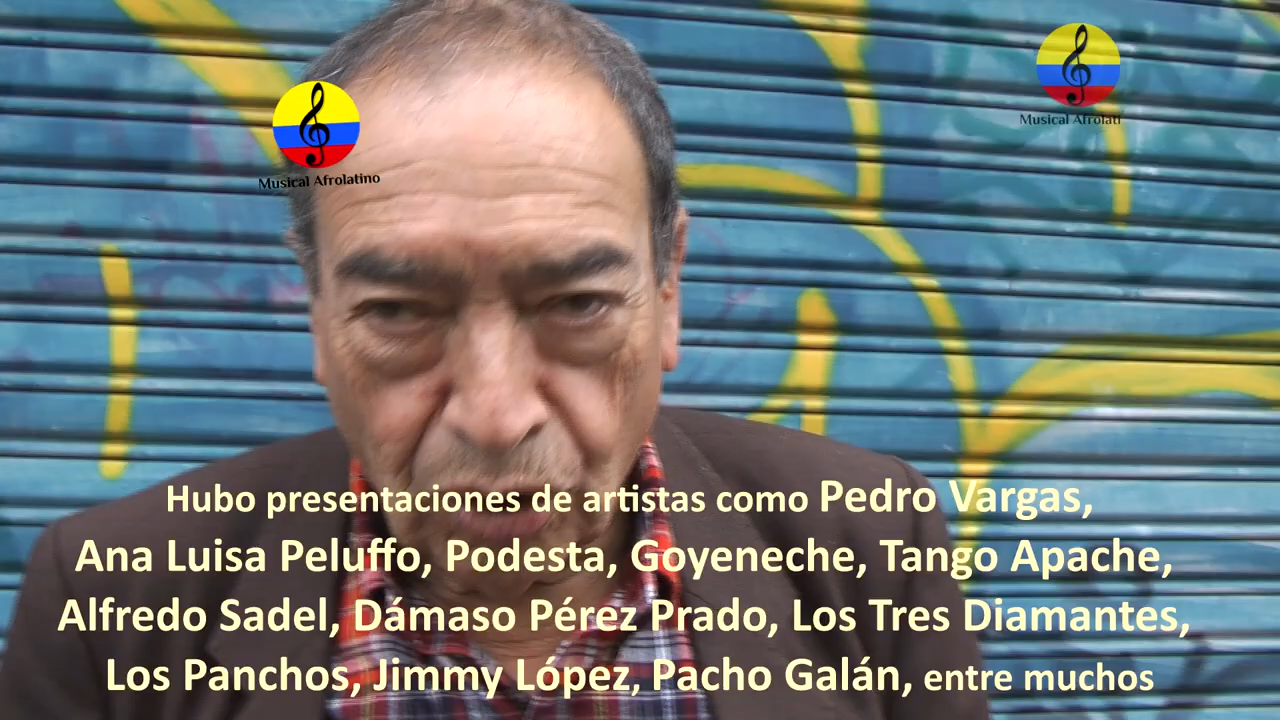 Musical Afrolatino
Musical Afrolati
Hubo presentaciones de artistas como Pedro Vargas,
Ana Luisa Peluffo, Podesta, Goyeneche, Tango Apache,
Alfredo Sadel, Dámaso Pérez Prado, Los Tres Diamantes,
Los Panchos, Jimmy López, Pacho Galán, entre muchos